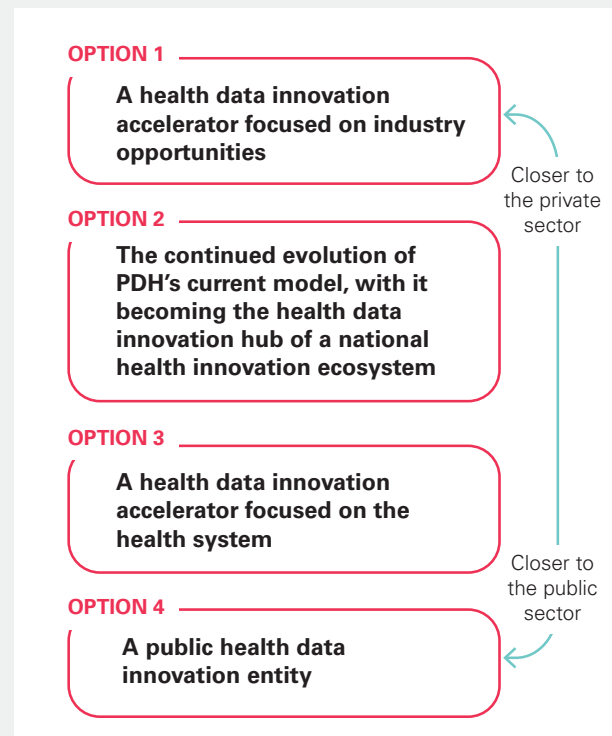 OPTION 1
A health data innovation
accelerator focused on industry
opportunities
Closer to
the private
sector
OPTION 2
The continued evolution of
PDH’s current model, with it
becoming the health data
innovation hub of a national
health innovation ecosystem
OPTION 3
A health data innovation
accelerator focused on the
health system
Closer to
the public
sector
OPTION 4
A public health data
innovation entity